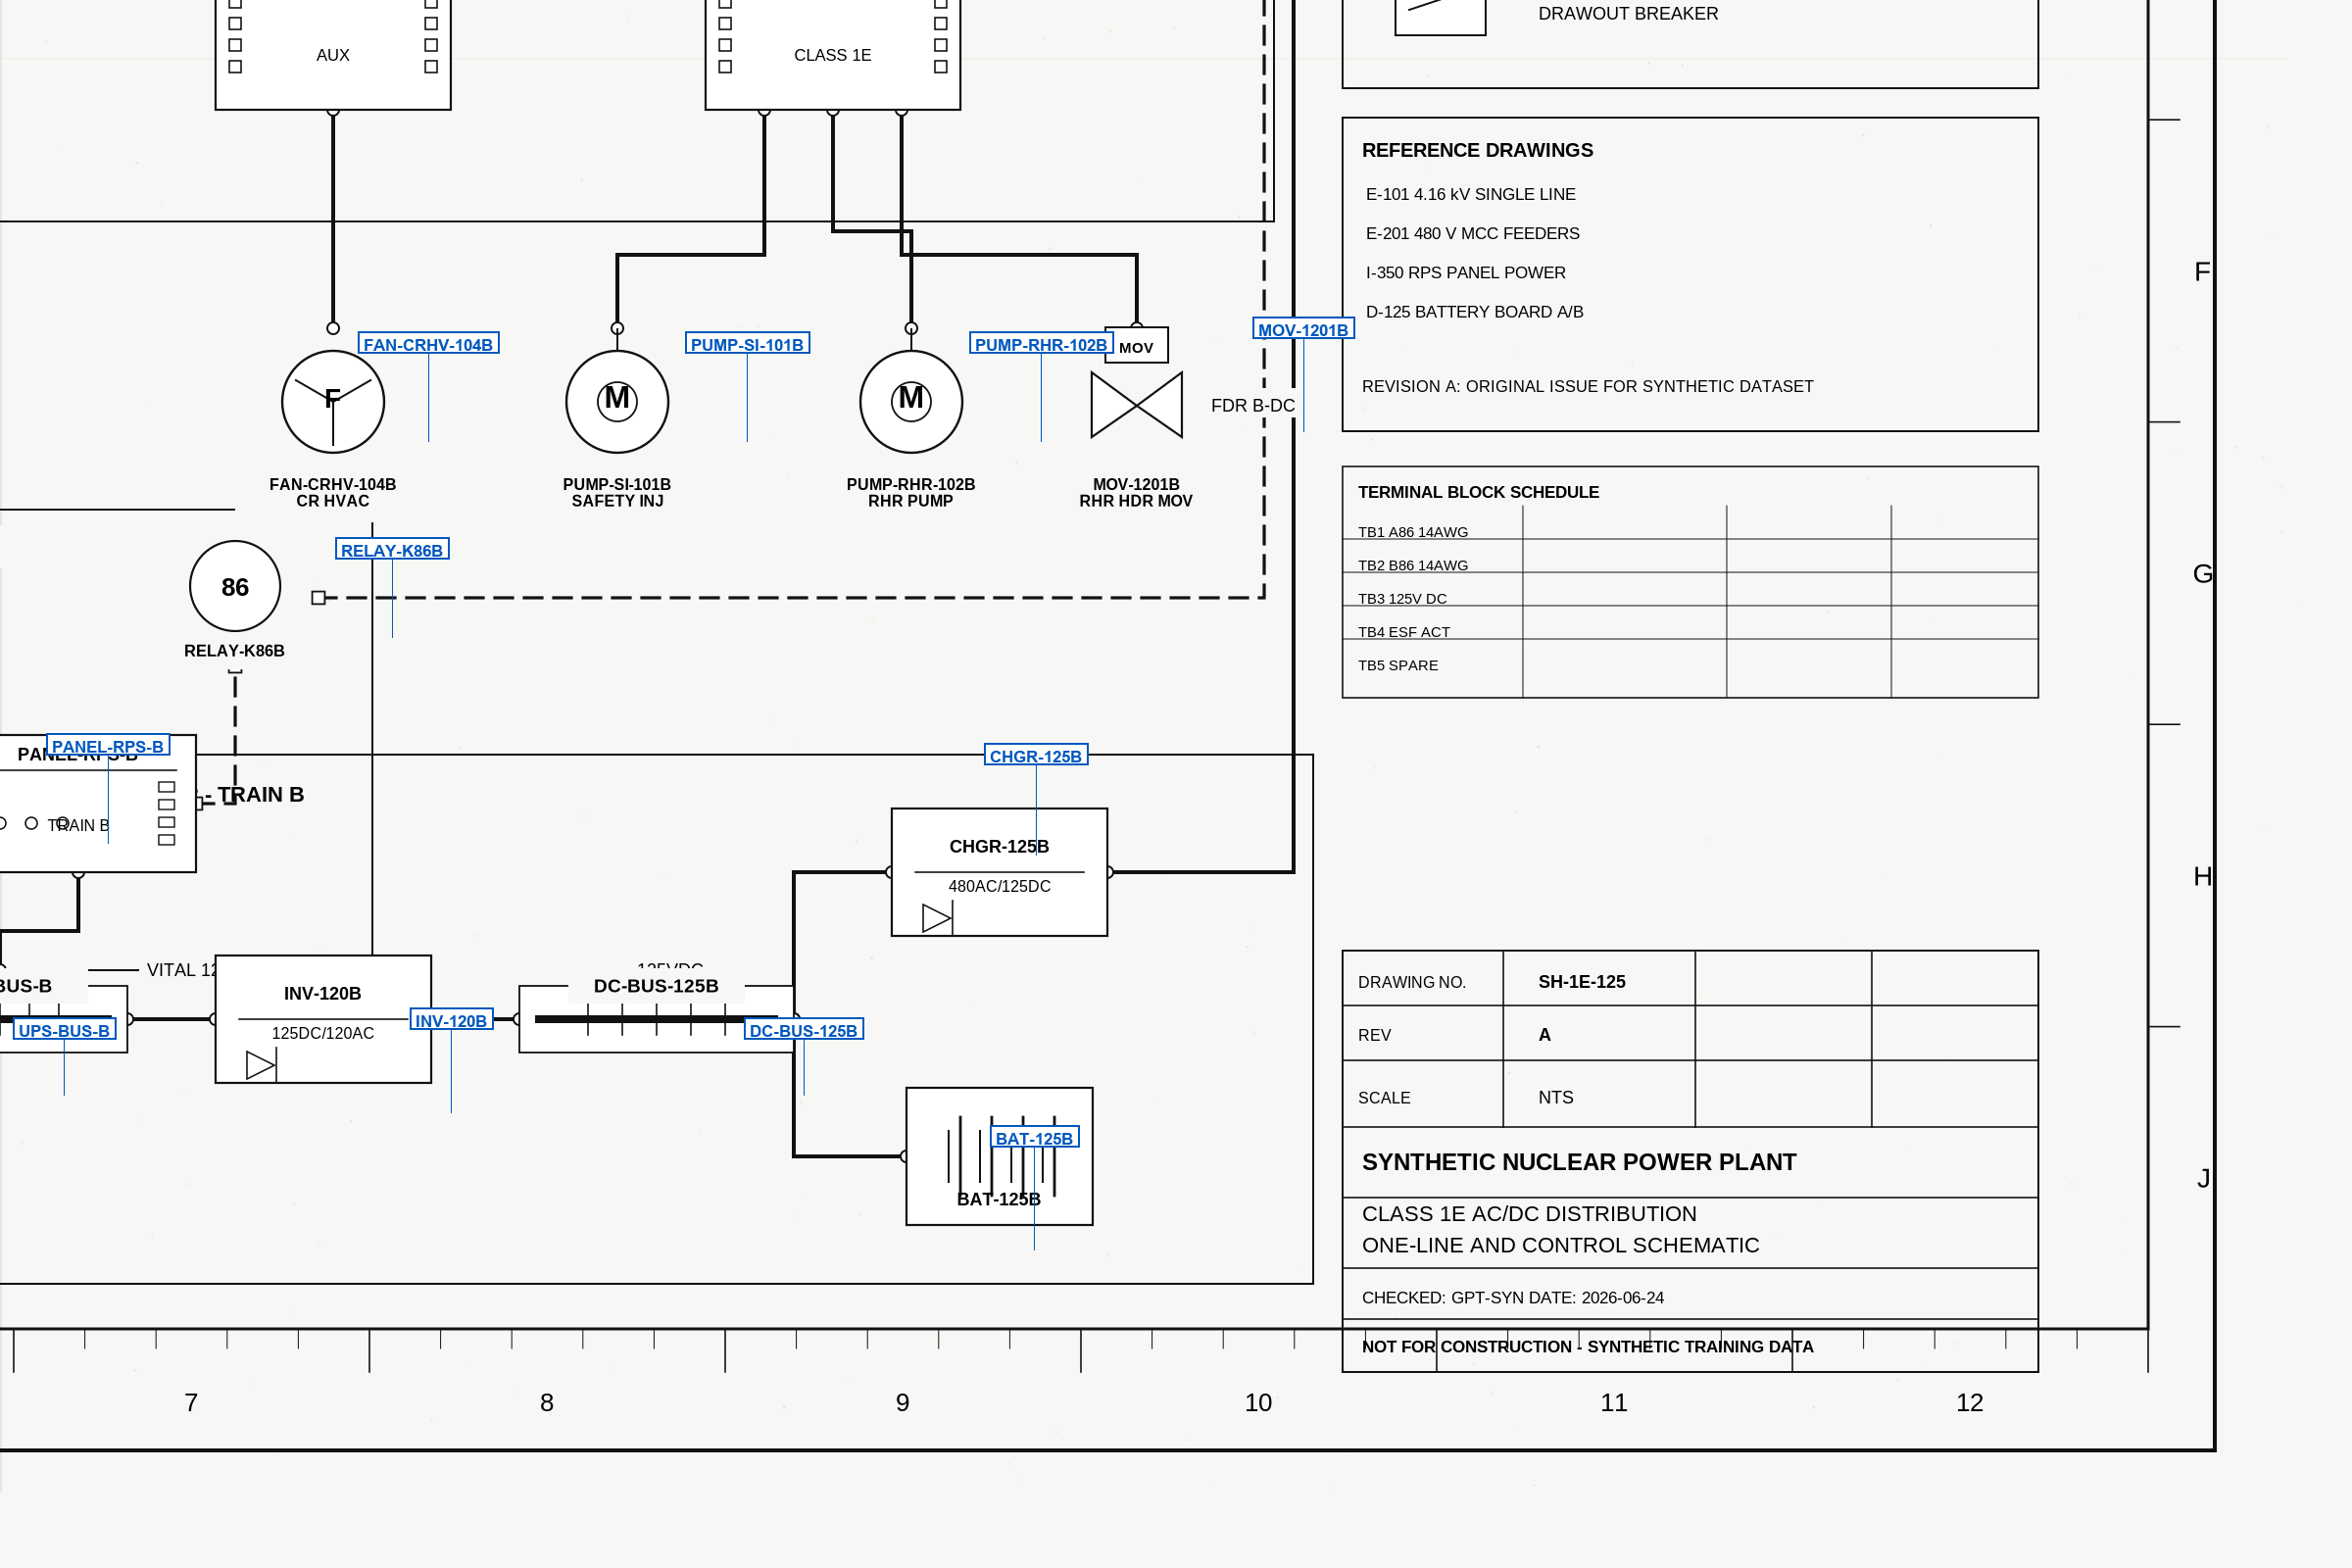 DRAWOUT BREAKER
AUX
CLASS 1E
REFERENCE DRAWINGS
E-101 4.16 kV SINGLE LINE
E-201 480 V MCC FEEDERS
I-350 RPS PANEL POWER
D-125 BATTERY BOARD A/B
REVISION A: ORIGINAL ISSUE FOR SYNTHETIC DATASET
F
FAN-CRHV-104B
PUMP-SI-101B
PUMP-RHR-102B
MOV
MOV-1201B
F
M
M
FDR B-DC
FAN-CRHV-104B
CR HVAC
PUMP-SI-101B
SAFETY INJ
PUMP-RHR-102B
RHR PUMP
MOV-1201B
RHR HDR MOV
TERMINAL BLOCK SCHEDULE
TB1 A86 14AWG
TB2 B86 14AWG
TB3 125V DC
TB4 ESF ACT
TB5 SPARE
G
RELAY-K86B
86
RELAY-K86B
PANEL-RPS-B
PANEL-RPS-B
- TRAIN B
TRAIN B
CHGR-125B
CHGR-125B
480AC/125DC
H
VITAL 12
125VDC
BUS-B
UPS-BUS-B
INV-120B
125DC/120AC
INV-120B
DC-BUS-125B
DC-BUS-125B
BAT-125B
BAT-125B
DRAWING NO. SH-1E-125
REV A
SCALE NTS
SYNTHETIC NUCLEAR POWER PLANT
CLASS 1E AC/DC DISTRIBUTION
ONE-LINE AND CONTROL SCHEMATIC
CHECKED: GPT-SYN DATE: 2026-06-24
NOT FOR CONSTRUCTION - SYNTHETIC TRAINING DATA
J
7 8 9 10 11 12